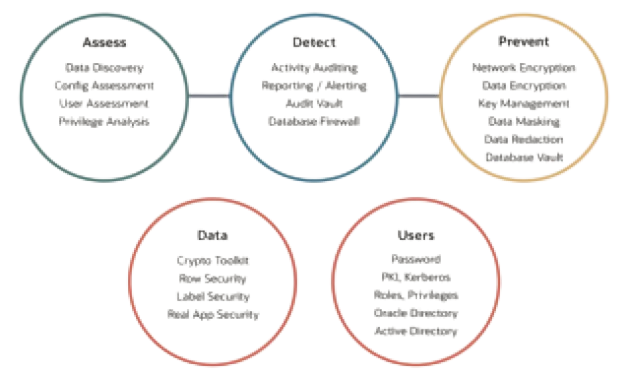 Assess
Data Discovery
Config Assessment
User Assessment
Privilege Analysis
Detect
Activity Auditing
Reporting / Alerting
Audit Vault
Database Firewall
Prevent
Network Encryption
Data Encryption
Key Management
Data Masking
Data Redaction
Database Vault
Data
Crypto Toolkit
Row Security
Label Security
Real App Security
Users
Password
PKI, Kerberos
Roles, Privileges
Oracle Directory
Active Directory